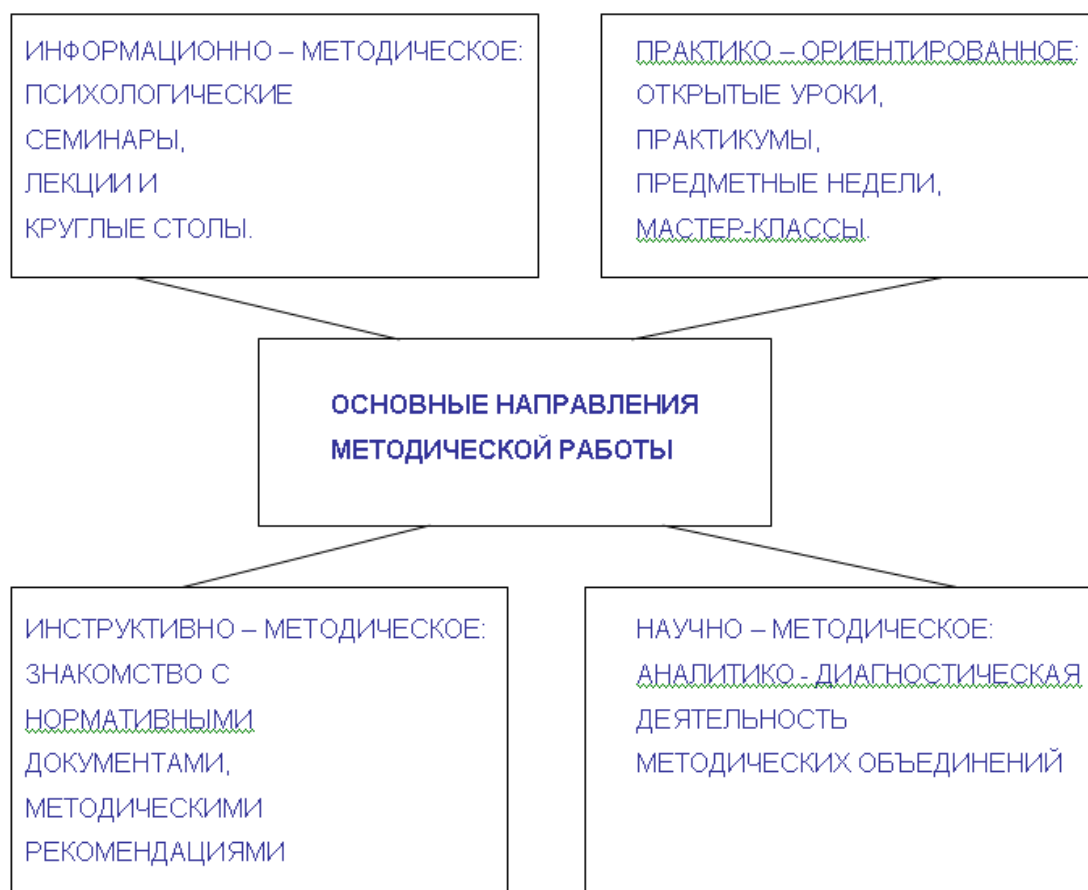 ИНФОРМАЦИОННО – МЕТОДИЧЕСКОЕ:
ПСИХОЛОГИЧЕСКИЕ
СЕМИНАРЫ,
ЛЕКЦИИ И
КРУГЛЫЕ СТОЛЫ.
ПРАКТИКО – ОРИЕНТИРОВАННОЕ:
ОТКРЫТЫЕ УРОКИ,
ПРАКТИКУМЫ,
ПРЕДМЕТНЫЕ НЕДЕЛИ,
МАСТЕР-КЛАССЫ.
ОСНОВНЫЕ НАПРАВЛЕНИЯ
МЕТОДИЧЕСКОЙ РАБОТЫ
ИНСТРУКТИВНО – МЕТОДИЧЕСКОЕ:
ЗНАКОМСТВО С
НОРМАТИВНЫМИ
ДОКУМЕНТАМИ,
МЕТОДИЧЕСКИМИ
РЕКОМЕНДАЦИЯМИ
НАУЧНО – МЕТОДИЧЕСКОЕ:
АНАЛИТИКО - ДИАГНОСТИЧЕСКАЯ
ДЕЯТЕЛЬНОСТЬ
МЕТОДИЧЕСКИХ ОБЪЕДИНЕНИЙ